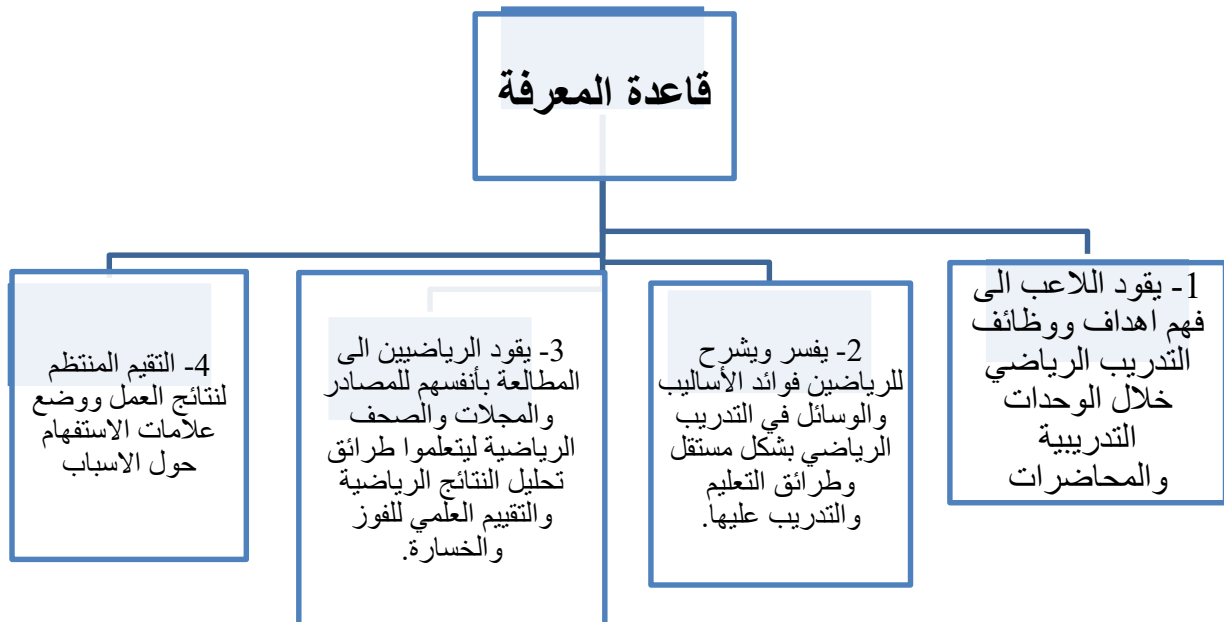 قاعدة المعرفة
1- يقود اللاعب الى
فهم اهداف ووظائف
التدريب الرياضي
خلال الوحدات
التدريبية
والمحاضرات
2- يفسر ويشرح
للرياضين فوائد الأساليب
والوسائل في التدريب
الرياضي بشكل مستقل
وطرائق التعليم
والتدريب عليها.
3- يقود الرياضيين الى
المطالعة بأنفسهم للمصادر
والمجلات والصحف
الرياضية ليتعلموا طرائق
تحليل النتائج الرياضية
والتقييم العلمي للفوز
والخسارة.
4- التقيم المنتظم
لنتائج العمل ووضع
علامات الاستفهام
حول الاسباب